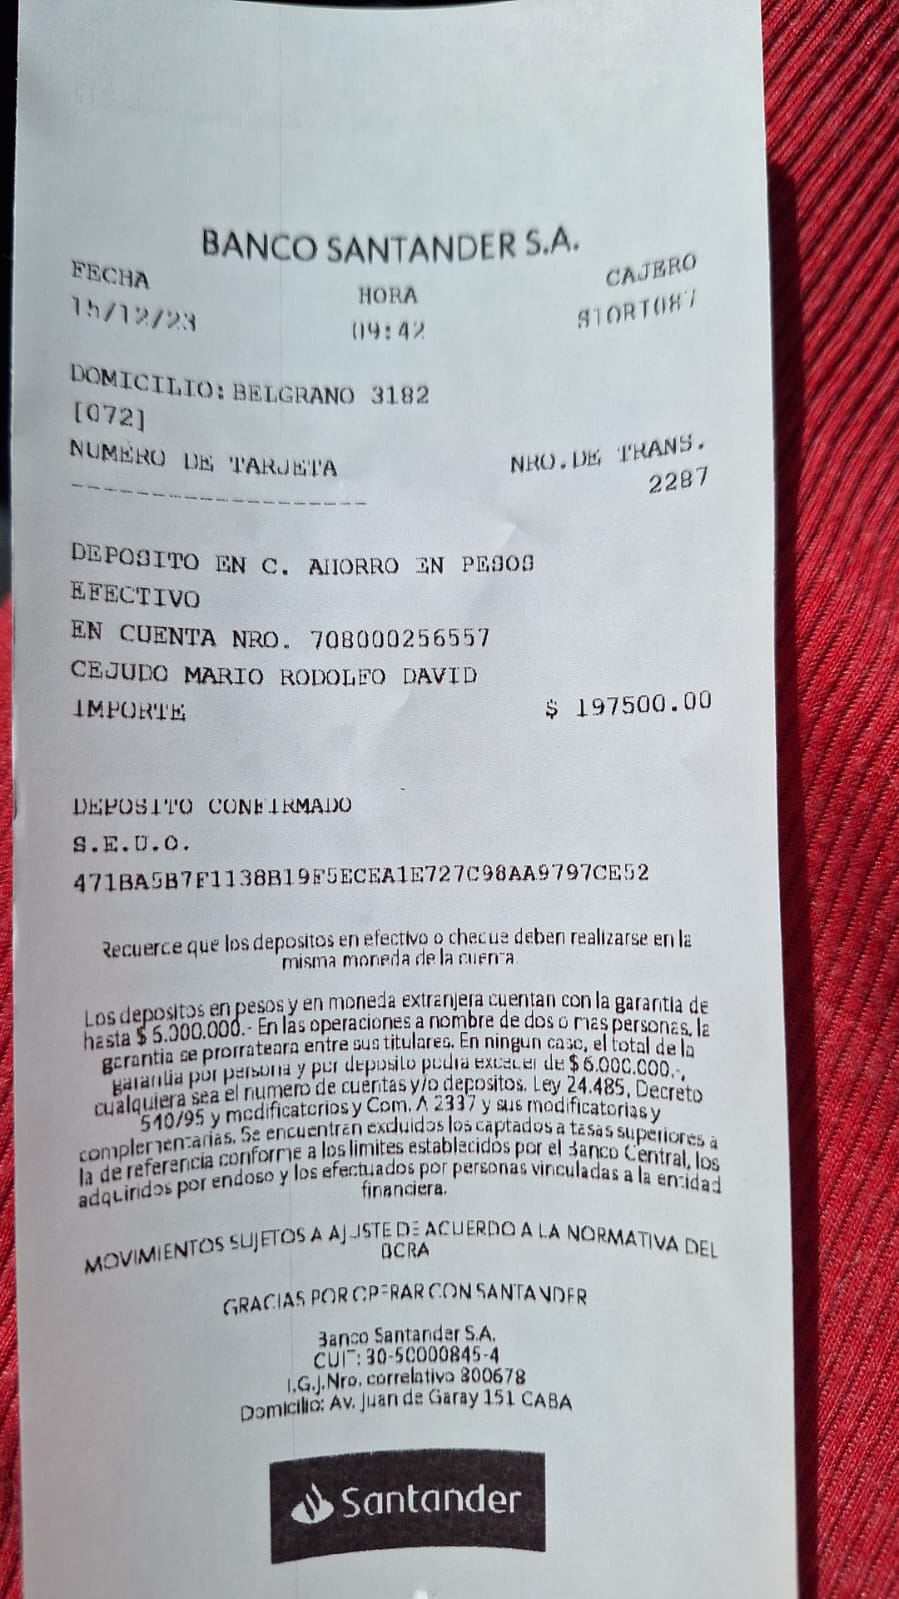 BANCO SANTANDER S.A.
FECHA HORA CAJERO
15/12/23 09:42 S1ORT087
DOMICILIO: BELGRANO 3182
[072]
NUMERO DE TARJETA NRO.DE TRANS.
------------------- 2287
DEPOSITO EN C. AHORRO EN PESOS
EFECTIVO
EN CUENTA NRO. 708000256557
CEJUDO MARIO RODOLFO DAVID
IMPORTE $ 197500.00
DEPOSITO CONFIRMADO
S.E.U.O.
471BA5B7F1138B19F5ECEA1E727C98AA9797CE52
Recuerde que los depositos en efectivo o cheque deben realizarse en la
misma moneda de la cuenta.
Los depositos en pesos y en moneda extranjera cuentan con la garantia de
hasta $ 6.000.000.- En las operaciones a nombre de dos o mas personas, la
garantia se prorrateara entre sus titulares. En ningun caso, el total de la
garantia por persona y por deposito podra exceder de $ 6.000.000.-,
cualquiera sea el numero de cuentas y/o depositos. Ley 24.485, Decreto
540/95 y modificatorios y Com. A 2337 y sus modificatorias y
complementarias. Se encuentran excluidos los captados a tasas superiores a
la de referencia conforme a los limites establecidos por el Banco Central, los
adquiridos por endoso y los efectuados por personas vinculadas a la entidad
financiera.
MOVIMIENTOS SUJETOS A AJUSTE DE ACUERDO A LA NORMATIVA DEL
BCRA
GRACIAS POR OPERAR CON SANTANDER
Banco Santander S.A.
CUIT: 30-50000845-4
I.G.J.Nro. correlativo 800678
Domicilio: Av. Juan de Garay 151 CABA
Santander